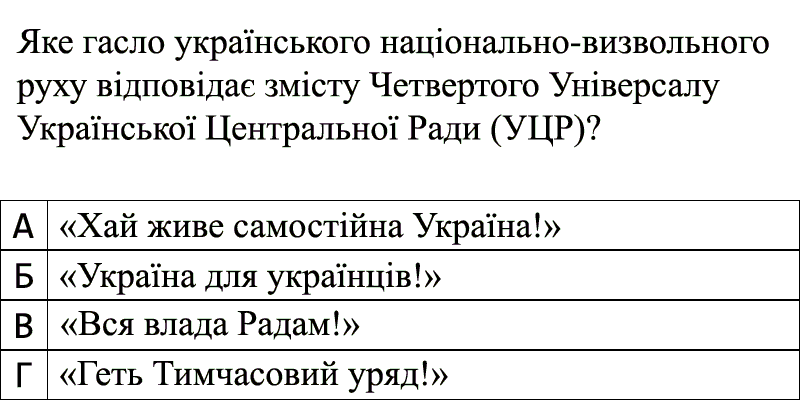 Яке гасло українського національно-визвольного
руху відповідає змісту Четвертого Універсалу
Української Центральної Ради (УЦР)?
А «Хай живе самостійна Україна!»
Б «Україна для українців!»
В «Вся влада Радам!»
Г «Геть Тимчасовий уряд!»